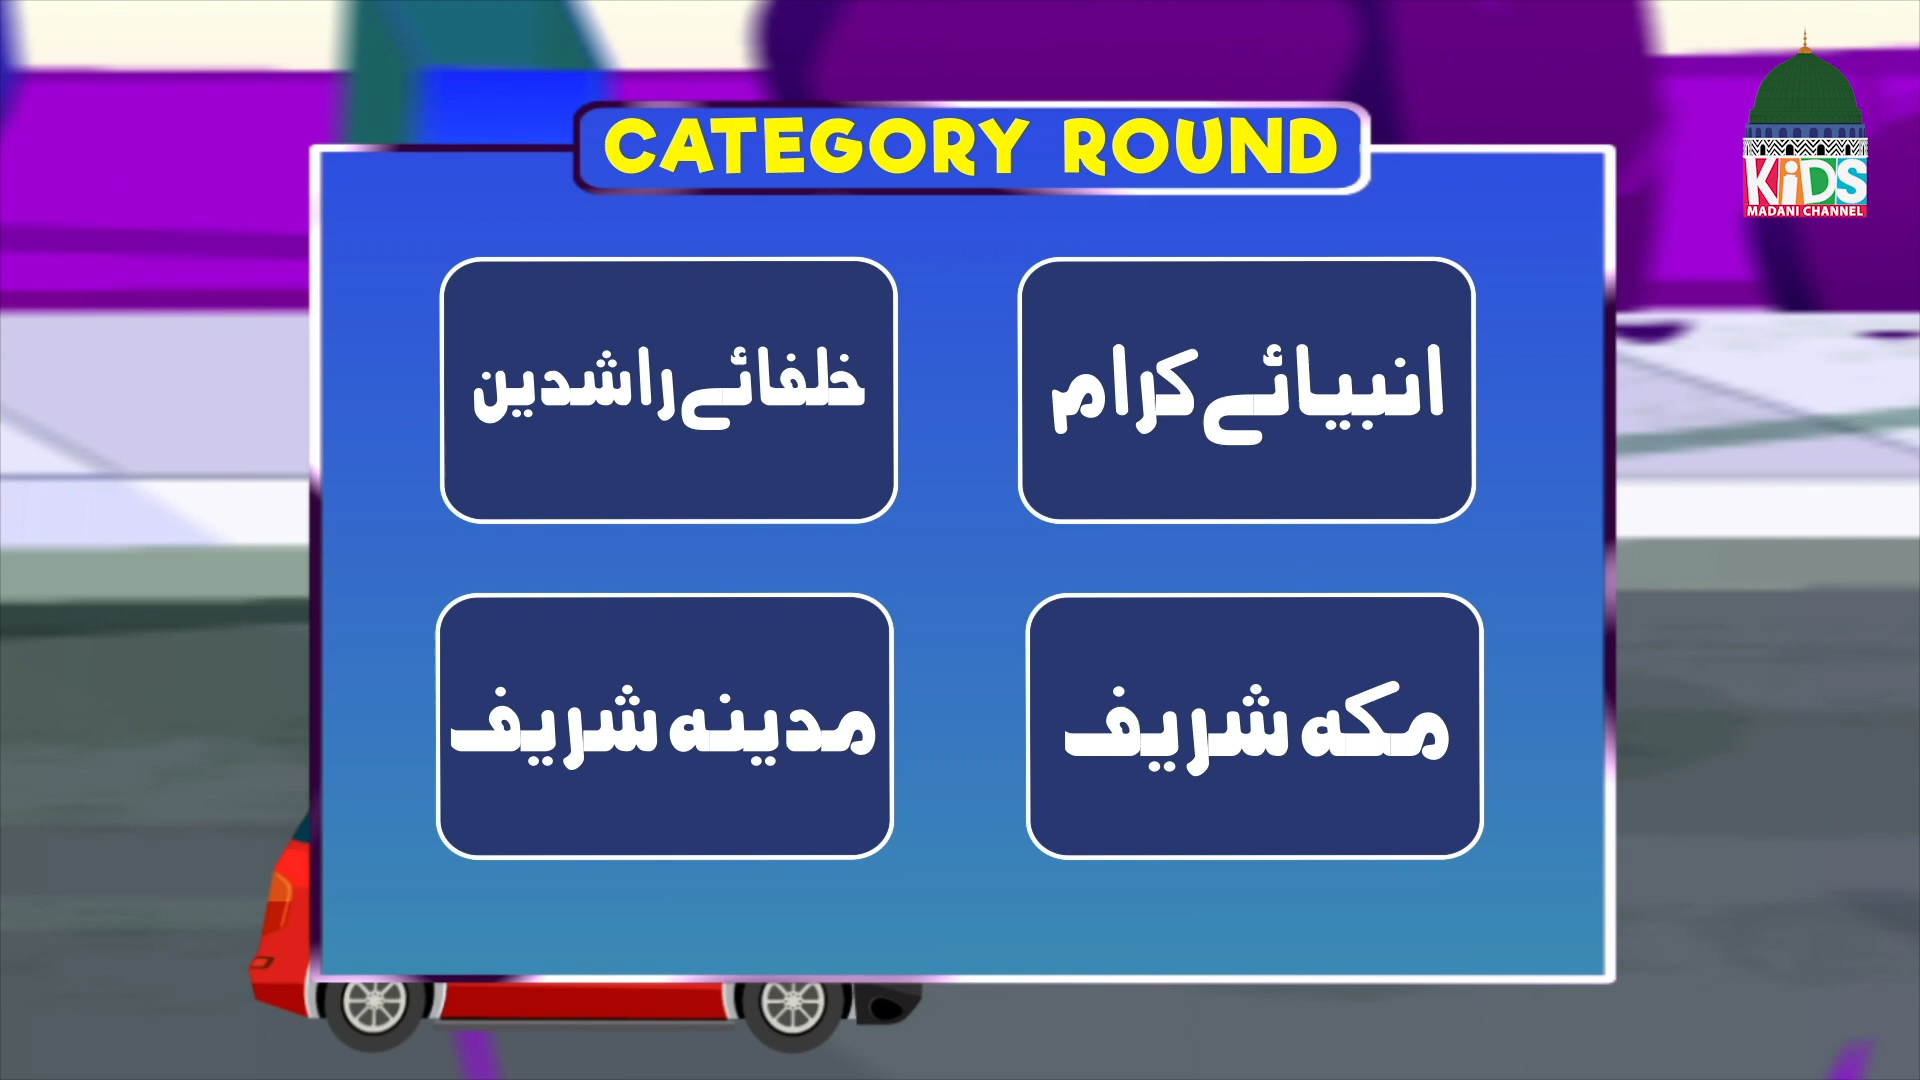 CATEGORY ROUND
انبیائے کرام
خلفائے راشدین
مکہ شریف
مدینہ شریف
KiDS
MADANI CHANNEL